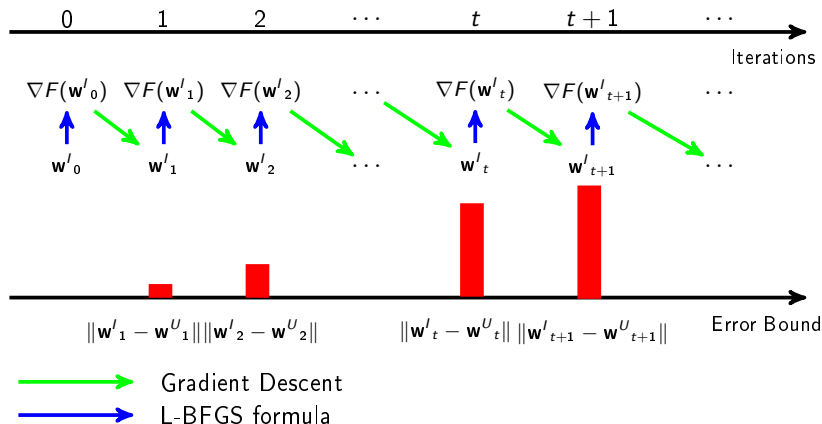 0 1 2 ⋯ t t + 1 ⋯
Iterations
∇F(w^I_0) ∇F(w^I_1) ∇F(w^I_2) ⋯ ∇F(w^I_t) ∇F(w^I_{t+1}) ⋯
w^I_0 w^I_1 w^I_2 ⋯ w^I_t w^I_{t+1} ⋯
‖w^I_1 − w^U_1‖ ‖w^I_2 − w^U_2‖ ‖w^I_t − w^U_t‖ ‖w^I_{t+1} − w^U_{t+1}‖
Error Bound
Gradient Descent
L-BFGS formula